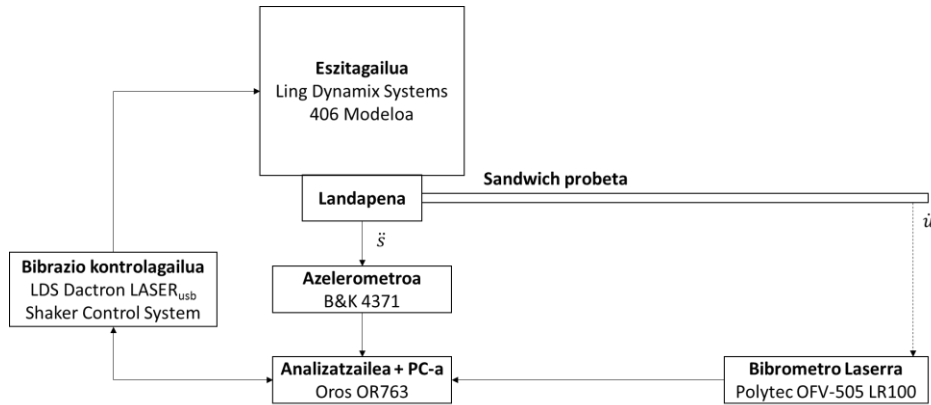 Eszitagailua
Ling Dynamix Systems
406 Modeloa
Sandwich probeta
Landapena
s̈
u̇
Bibrazio kontrolagailua
LDS Dactron LASERusb
Shaker Control System
Azelerometroa
B&K 4371
Analizatzailea + PC-a
Oros OR763
Bibrometro Laserra
Polytec OFV-505 LR100